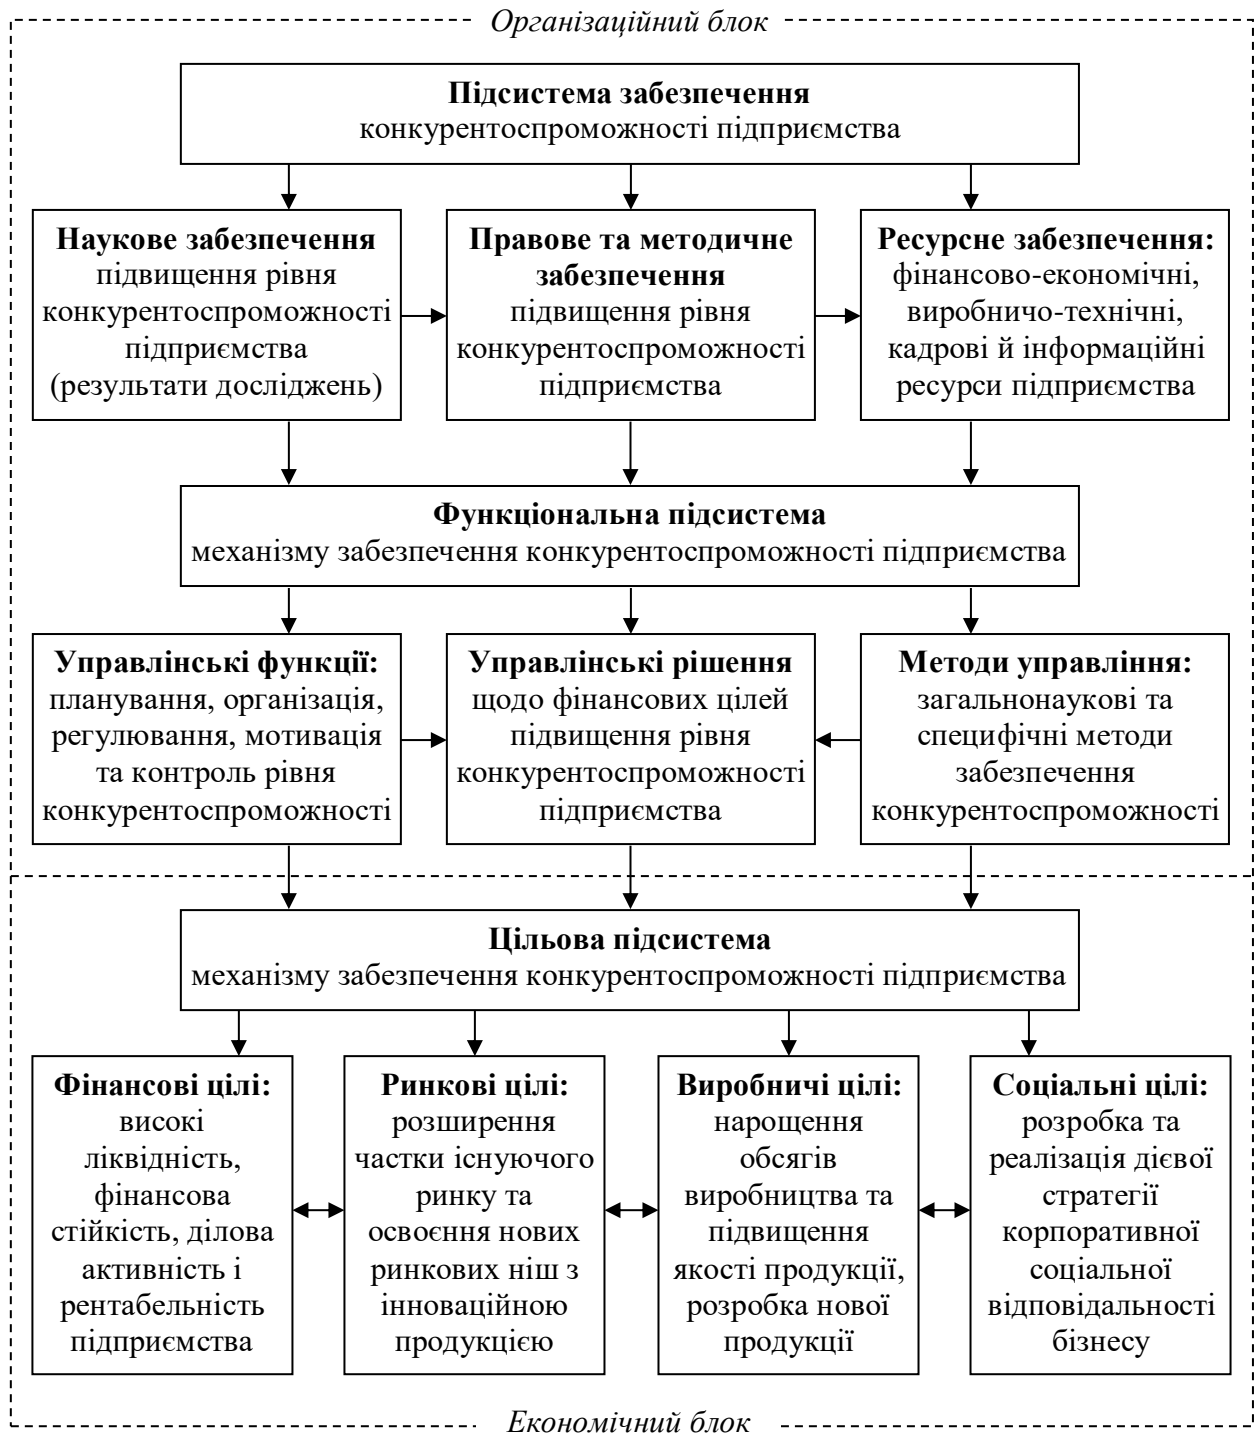 Організаційний блок
Підсистема забезпечення
конкурентоспроможності підприємства
Наукове забезпечення
підвищення рівня
конкурентоспроможності
підприємства
(результати досліджень)
Правове та методичне
забезпечення
підвищення рівня
конкурентоспроможності
підприємства
Ресурсне забезпечення:
фінансово-економічні,
виробничо-технічні,
кадрові й інформаційні
ресурси підприємства
Функціональна підсистема
механізму забезпечення конкурентоспроможності підприємства
Управлінські функції:
планування, організація,
регулювання, мотивація
та контроль рівня
конкурентоспроможності
Управлінські рішення
щодо фінансових цілей
підвищення рівня
конкурентоспроможності
підприємства
Методи управління:
загальнонаукові та
специфічні методи
забезпечення
конкурентоспроможності
Цільова підсистема
механізму забезпечення конкурентоспроможності підприємства
Фінансові цілі:
високі
ліквідність,
фінансова
стійкість, ділова
активність і
рентабельність
підприємства
Ринкові цілі:
розширення
частки існуючого
ринку та
освоєння нових
ринкових ніш з
інноваційною
продукцією
Виробничі цілі:
нарощення
обсягів
виробництва та
підвищення
якості продукції,
розробка нової
продукції
Соціальні цілі:
розробка та
реалізація дієвої
стратегії
корпоративної
соціальної
відповідальності
бізнесу
Економічний блок